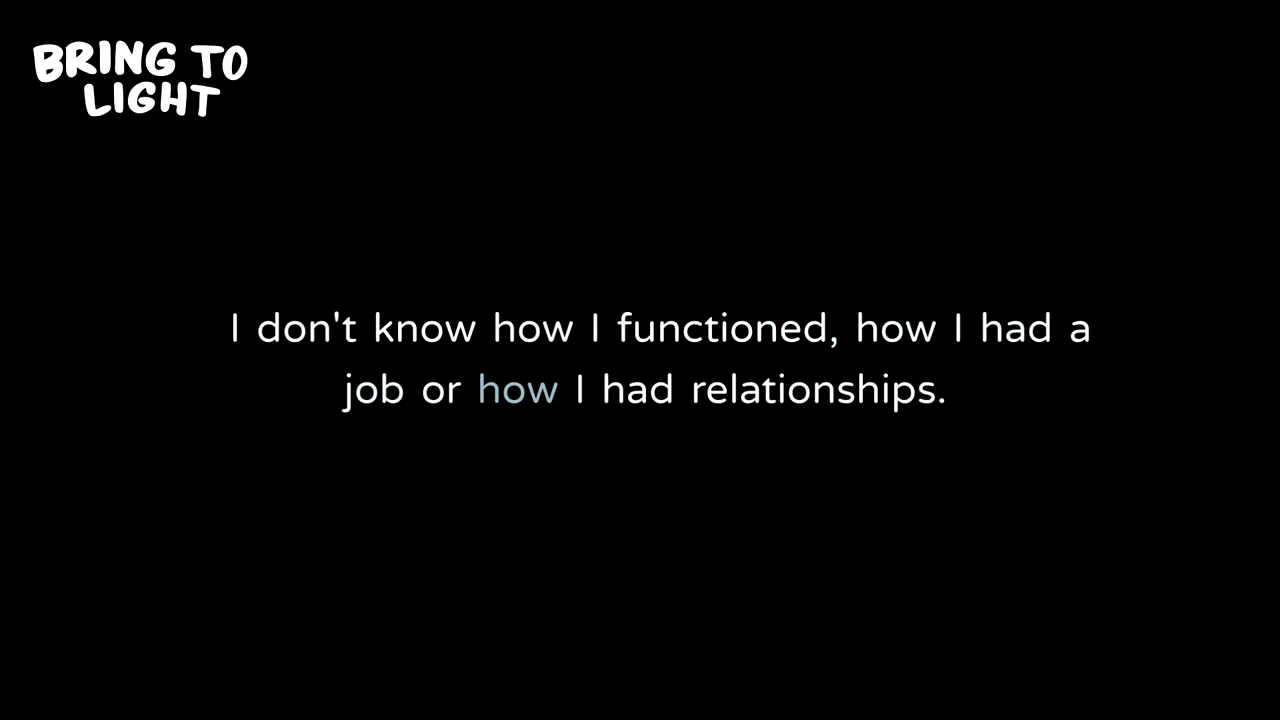 BRING TO
LIGHT
I don't know how I functioned, how I had a
job or how I had relationships.